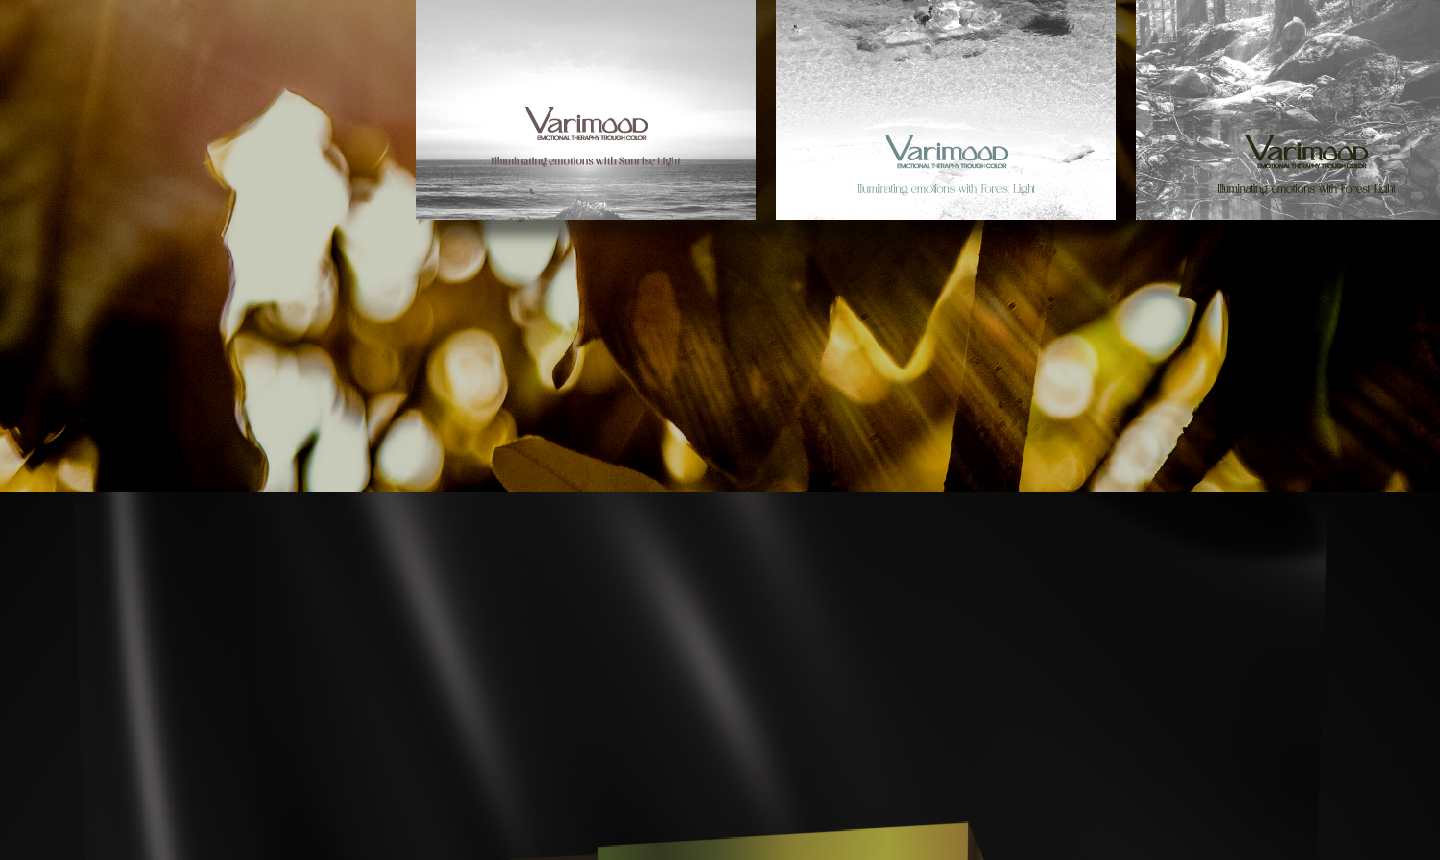 Varimood
EMOTIONAL THERAPHY TROUGH COLOR
Illuminating emotions with Sunrise Light
Varimood
EMOTIONAL THERAPHY TROUGH COLOR
Illuminating emotions with Forest Light
Varimood
EMOTIONAL THERAPHY TROUGH COLOR
Illuminating emotions with Forest Light